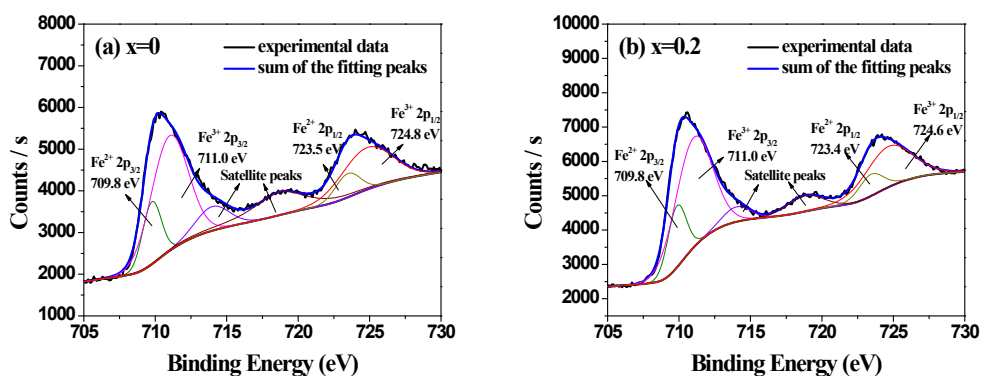 (a) x=0
experimental data
sum of the fitting peaks
Fe2+ 2p3/2
709.8 eV
Fe3+ 2p3/2
711.0 eV
Satellite peaks
Fe2+ 2p1/2
723.5 eV
Fe3+ 2p1/2
724.8 eV
8000
7000
6000
5000
4000
3000
2000
1000
Counts / s
705 710 715 720 725 730
Binding Energy (eV)
(b) x=0.2
experimental data
sum of the fitting peaks
Fe2+ 2p3/2
709.8 eV
Fe3+ 2p3/2
711.0 eV
Satellite peaks
Fe2+ 2p1/2
723.4 eV
Fe3+ 2p1/2
724.6 eV
10000
9000
8000
7000
6000
5000
4000
3000
2000
Counts / s
705 710 715 720 725 730
Binding Energy (eV)